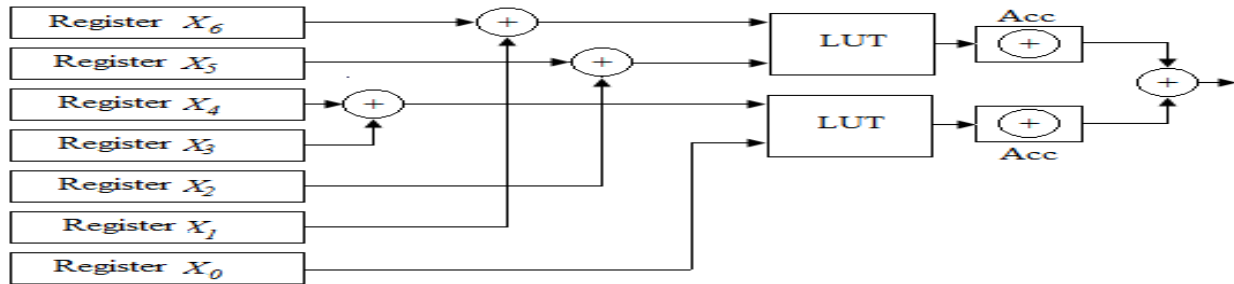 Register X6
Register X5
Register X4
Register X3
Register X2
Register X1
Register X0
+
+
+
LUT
LUT
Acc
+
+
Acc
+